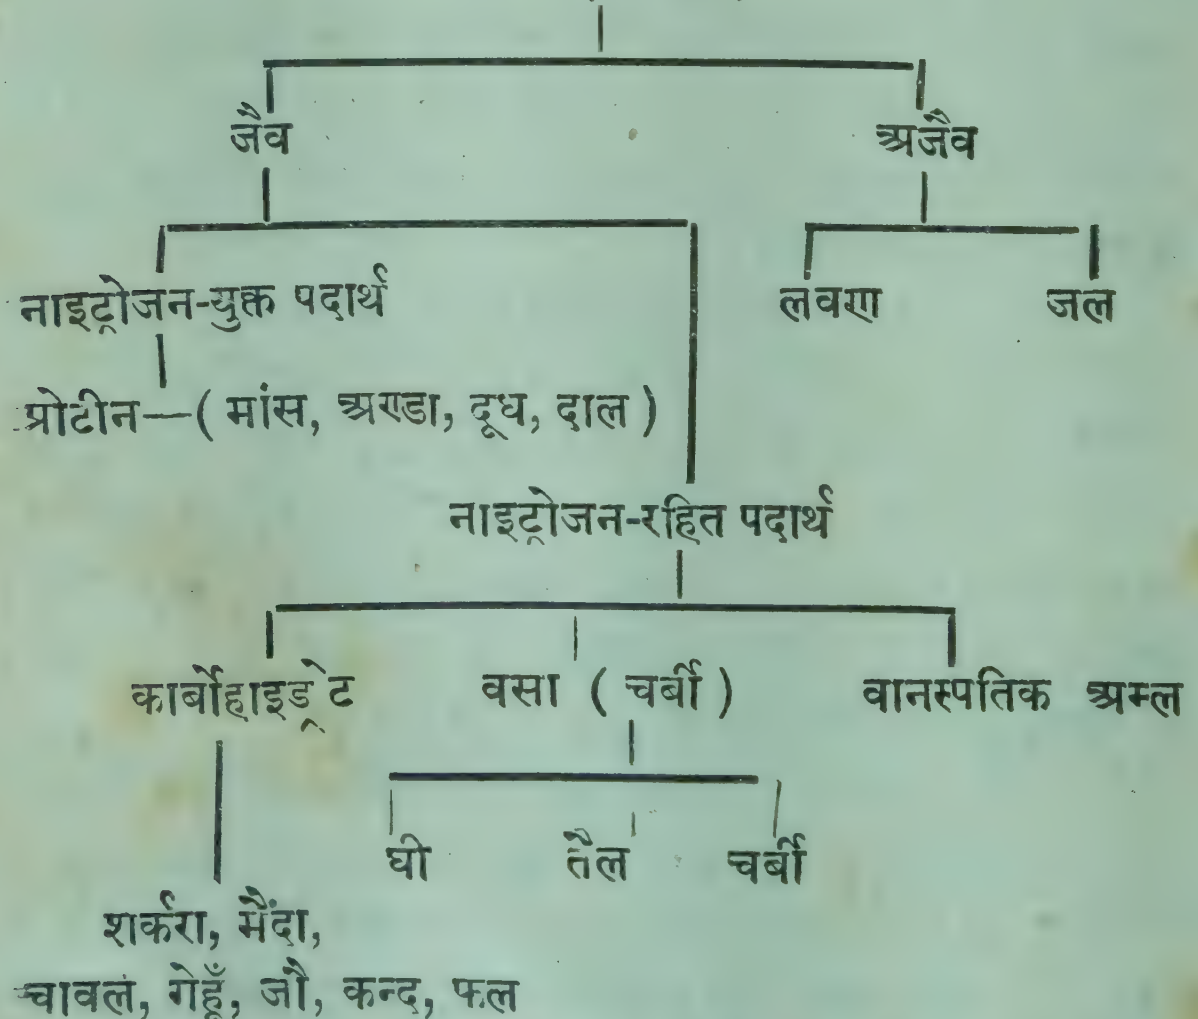 जैव अजैव
नाइट्रोजन-युक्त पदार्थ लवण जल
प्रोटीन—( मांस, अण्डा, दूध, दाल )
नाइट्रोजन-रहित पदार्थ
कार्बोहाइड्रेट वसा ( चर्बी ) वानस्पतिक अम्ल
घी तैल चर्बी
शर्करा, मैंदा,
चावल, गेहूँ, जौ, कन्द, फल